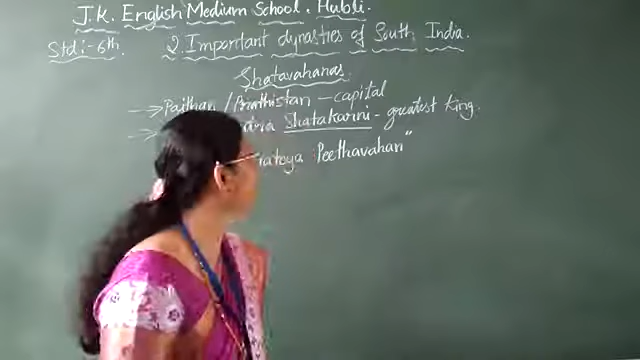 J.K. English Medium School. Hubli.
Std:- 6th. 2. Important dynasties of South India.
Shatavahanas.
→ Paithan / Prathistan – capital
→ Shatakarni - greatest King.
Peethavahan"